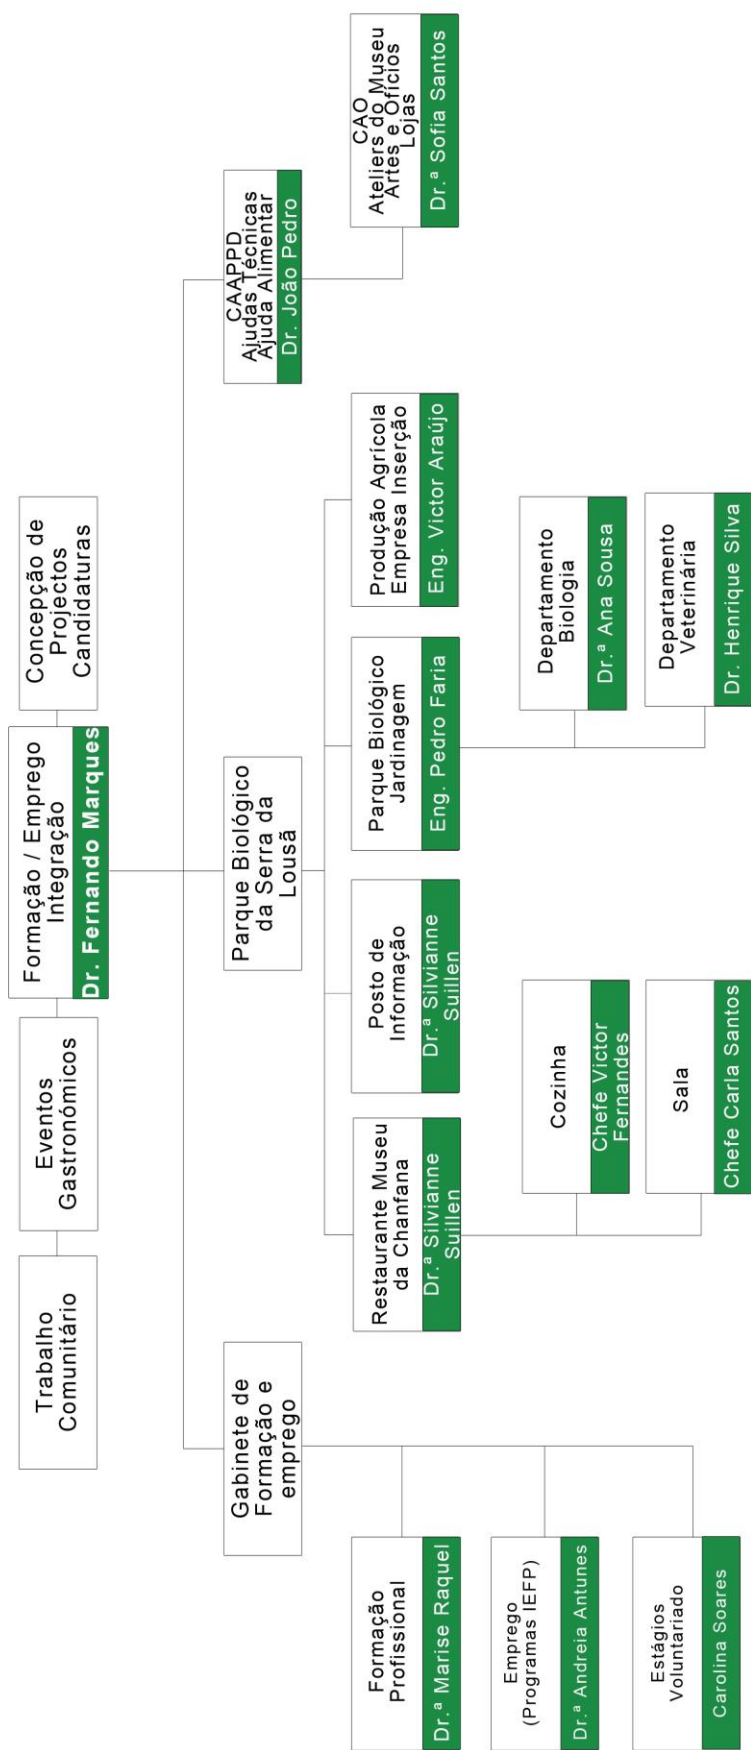 Trabalho
Comunitário
Eventos
Gastronómicos
Formação / Emprego
Integração
Dr. Fernando Marques
Concepção de
Projectos
Candidaturas
Gabinete de
Formação e
emprego
Parque Biológico
da Serra da
Lousã
CAAPPD
Ajudas Técnicas
Ajuda Alimentar
Dr. João Pedro
Formação
Profissional
Dr.ª Marise Raquel
Emprego
(Programas IEFP)
Dr.ª Andreia Antunes
Estágios
Voluntariado
Carolina Soares
Restaurante Museu
da Chanfana
Dr.ª Silvianne
Suillen
Posto de
Informação
Dr.ª Silvianne
Suillen
Parque Biológico
Jardinagem
Eng. Pedro Faria
Produção Agrícola
Empresa Inserção
Eng. Victor Araújo
CAO
Ateliers do Museu
Artes e Ofícios
Lojas
Dr.ª Sofia Santos
Cozinha
Chefe Victor
Fernandes
Sala
Chefe Carla Santos
Departamento
Biologia
Dr.ª Ana Sousa
Departamento
Veterinária
Dr. Henrique Silva